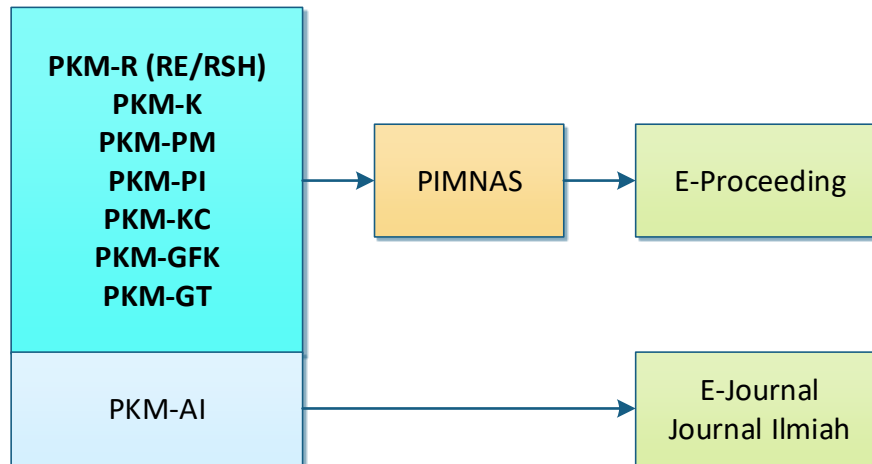 PKM-R (RE/RSH)
PKM-K
PKM-PM
PKM-PI
PKM-KC
PKM-GFK
PKM-GT
PIMNAS
E-Proceeding
PKM-AI
E-Journal
Journal Ilmiah